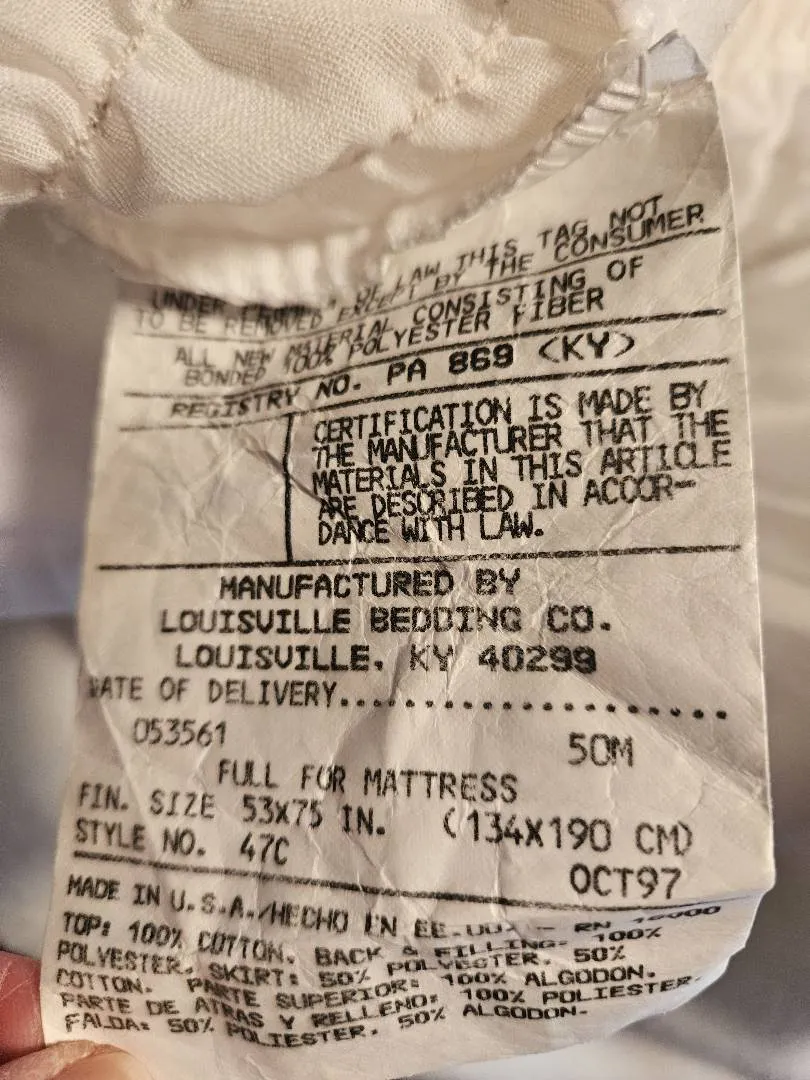 UNDER PENALTY OF LAW THIS TAG NOT
TO BE REMOVED EXCEPT BY THE CONSUMER
ALL NEW MATERIAL CONSISTING OF
BONDED 100% POLYESTER FIBER
REGISTRY NO. PA 869 <KY>
CERTIFICATION IS MADE BY
THE MANUFACTURER THAT THE
MATERIALS IN THIS ARTICLE
ARE DESCRIBED IN ACCOR-
DANCE WITH LAW.
MANUFACTURED BY
LOUISVILLE BEDDING CO.
LOUISVILLE, KY 40299
DATE OF DELIVERY....................
053561 50M
FULL FOR MATTRESS
FIN. SIZE 53X75 IN. (134X190 CM)
STYLE NO. 47C OCT97
MADE IN U.S.A./HECHO EN EE.UU. - RN
TOP: 100% COTTON. BACK & FILLING: 100%
POLYESTER. SKIRT: 50% POLYESTER. 50%
COTTON. PARTE SUPERIOR: 100% ALGODON.
PARTE DE ATRAS Y RELLENO: 100% POLIESTER.
FALDA: 50% POLIESTER. 50% ALGODON.